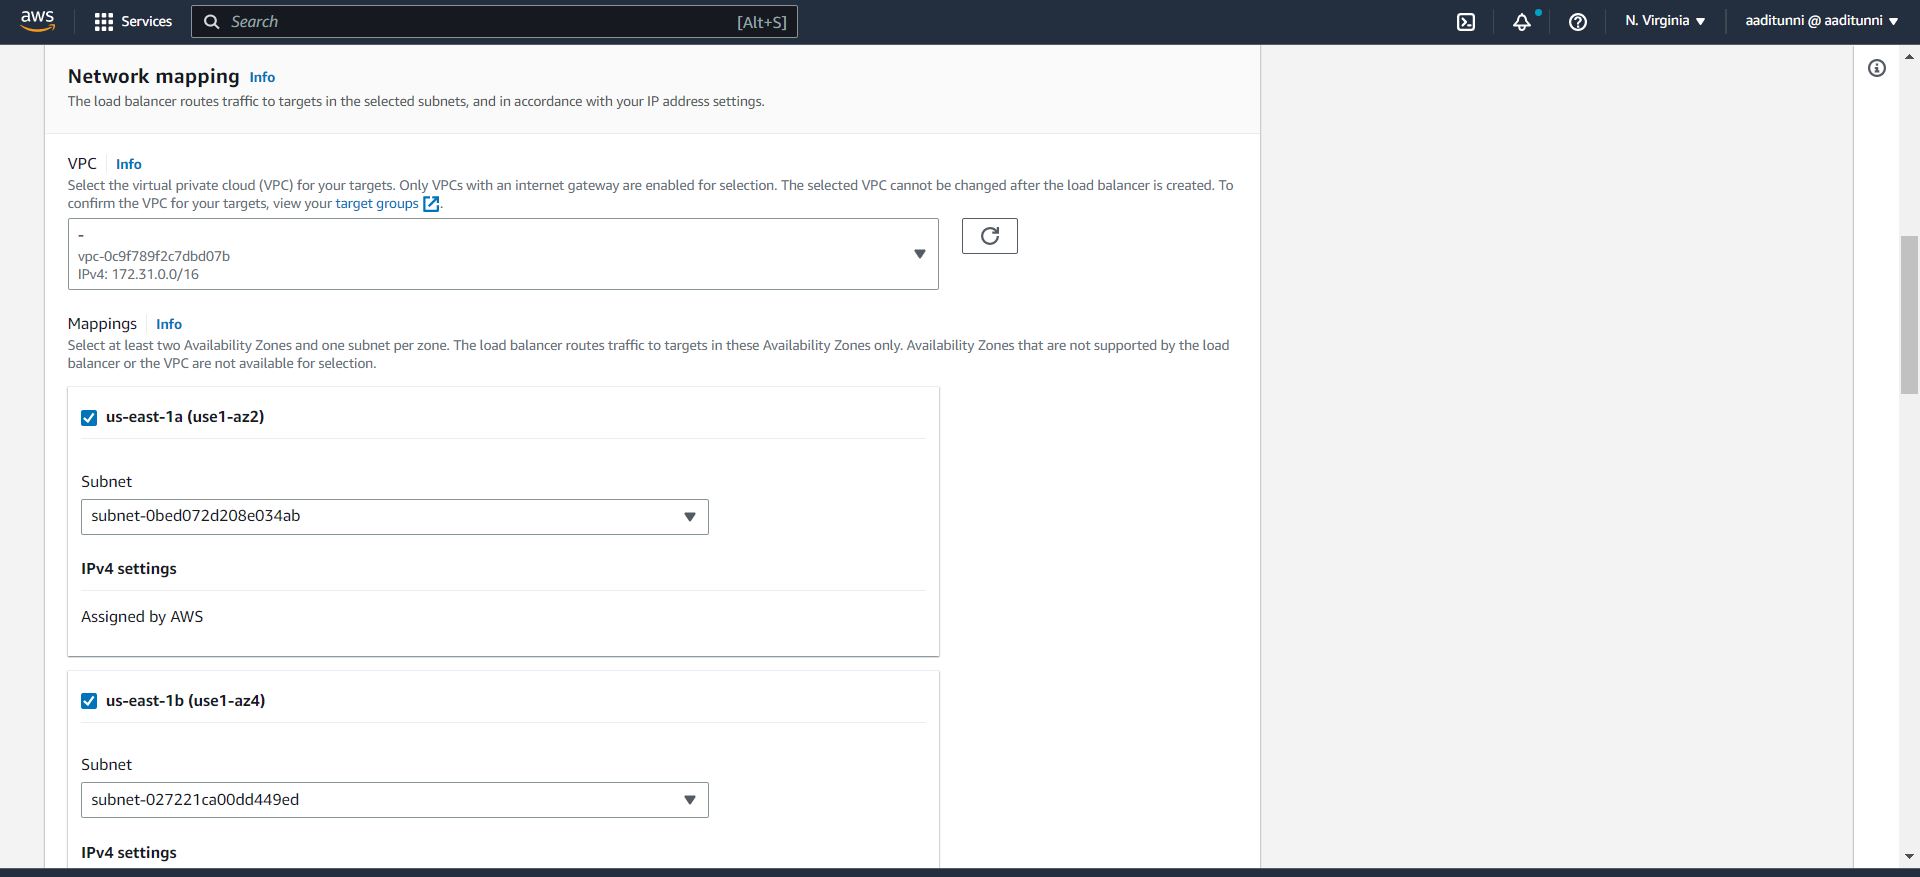 aws
Services
Search
[Alt+S]
N. Virginia
aaditunni @ aaditunni
Network mapping Info
The load balancer routes traffic to targets in the selected subnets, and in accordance with your IP address settings.
VPC Info
Select the virtual private cloud (VPC) for your targets. Only VPCs with an internet gateway are enabled for selection. The selected VPC cannot be changed after the load balancer is created. To
confirm the VPC for your targets, view your target groups.
-
vpc-0c9f789f2c7dbd07b
IPv4: 172.31.0.0/16
Mappings Info
Select at least two Availability Zones and one subnet per zone. The load balancer routes traffic to targets in these Availability Zones only. Availability Zones that are not supported by the load
balancer or the VPC are not available for selection.
us-east-1a (use1-az2)
Subnet
subnet-0bed072d208e034ab
IPv4 settings
Assigned by AWS
us-east-1b (use1-az4)
Subnet
subnet-027221ca00dd449ed
IPv4 settings